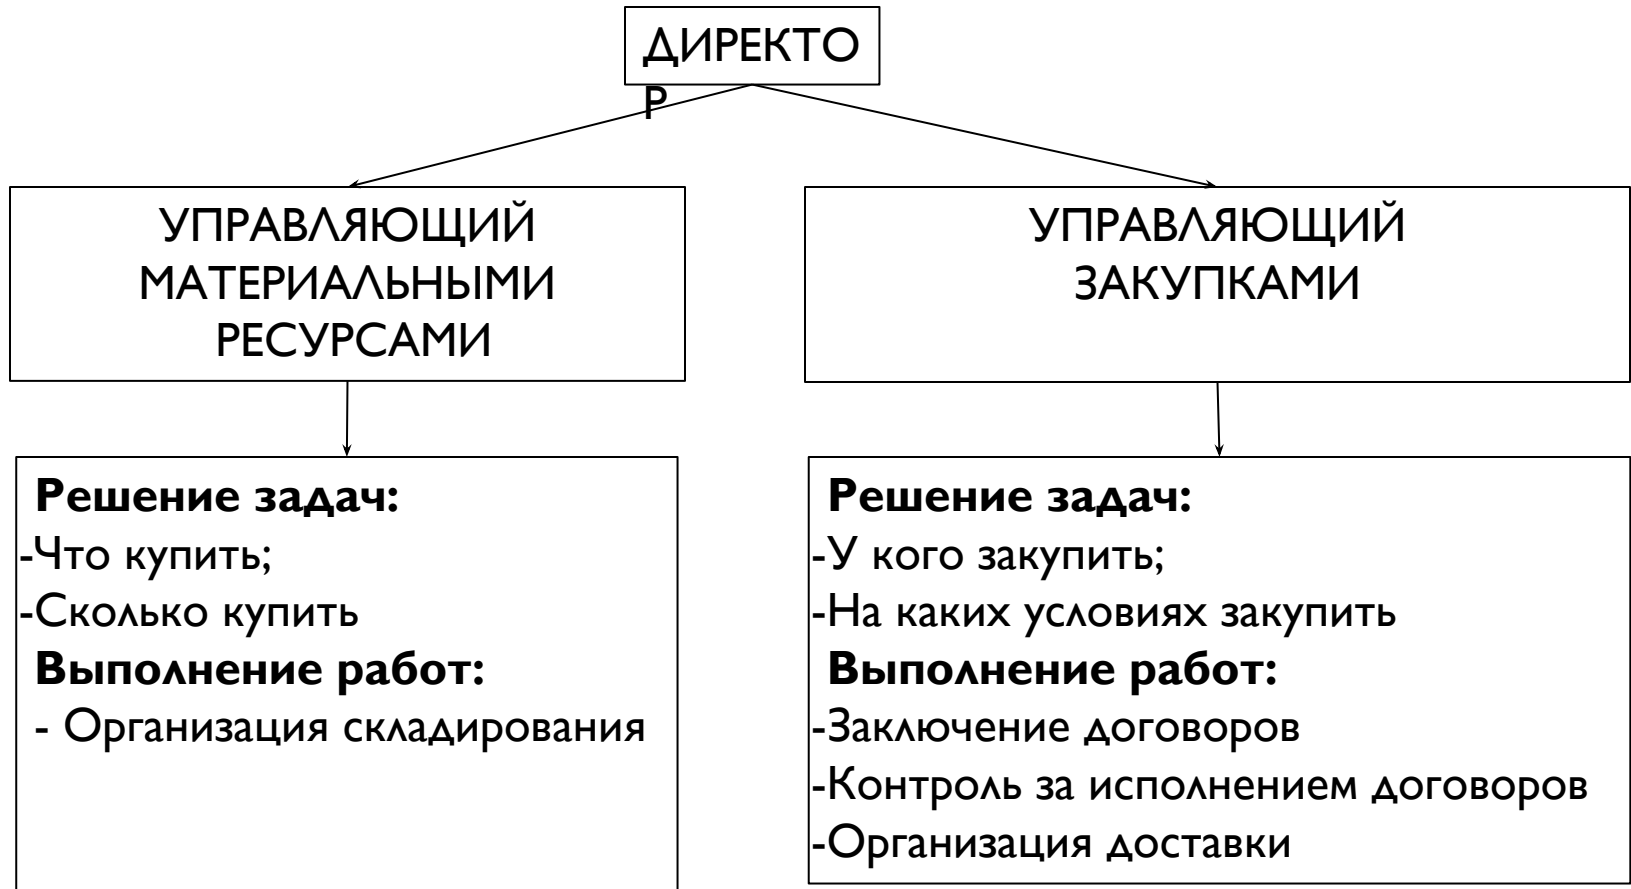 ДИРЕКТО
Р
УПРАВЛЯЮЩИЙ
МАТЕРИАЛЬНЫМИ
РЕСУРСАМИ
УПРАВЛЯЮЩИЙ
ЗАКУПКАМИ
Решение задач:
-Что купить;
-Сколько купить
Выполнение работ:
- Организация складирования
Решение задач:
-У кого закупить;
-На каких условиях закупить
Выполнение работ:
-Заключение договоров
-Контроль за исполнением договоров
-Организация доставки